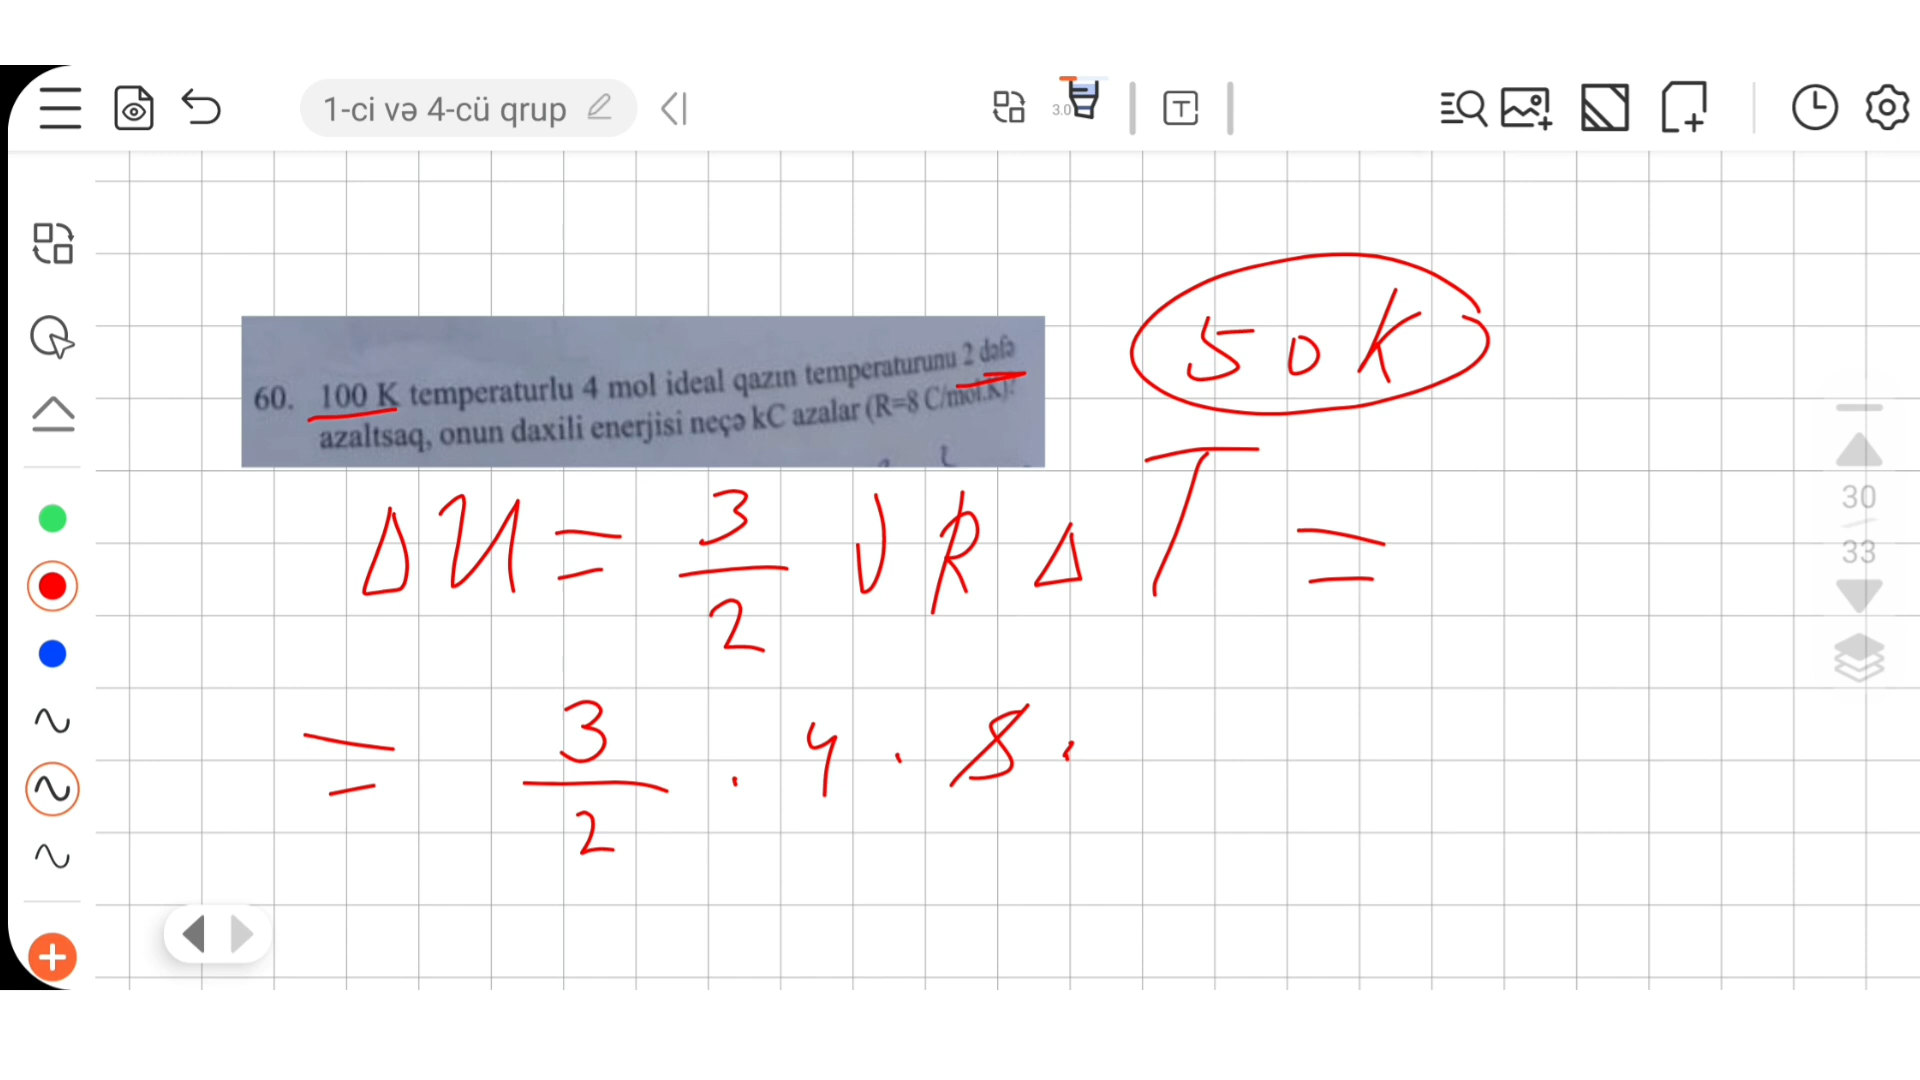 1-ci və 4-cü qrup
3.0
T
60. 100 K temperaturlu 4 mol ideal qazın temperaturunu 2 dəfə
azaltsaq, onun daxili enerjisi neçə kC azalar (R=8 C/mol.K)?
50K
ΔU = 3/2 νRΔT =
= 3/2 · 4 · 8 ·
30
33